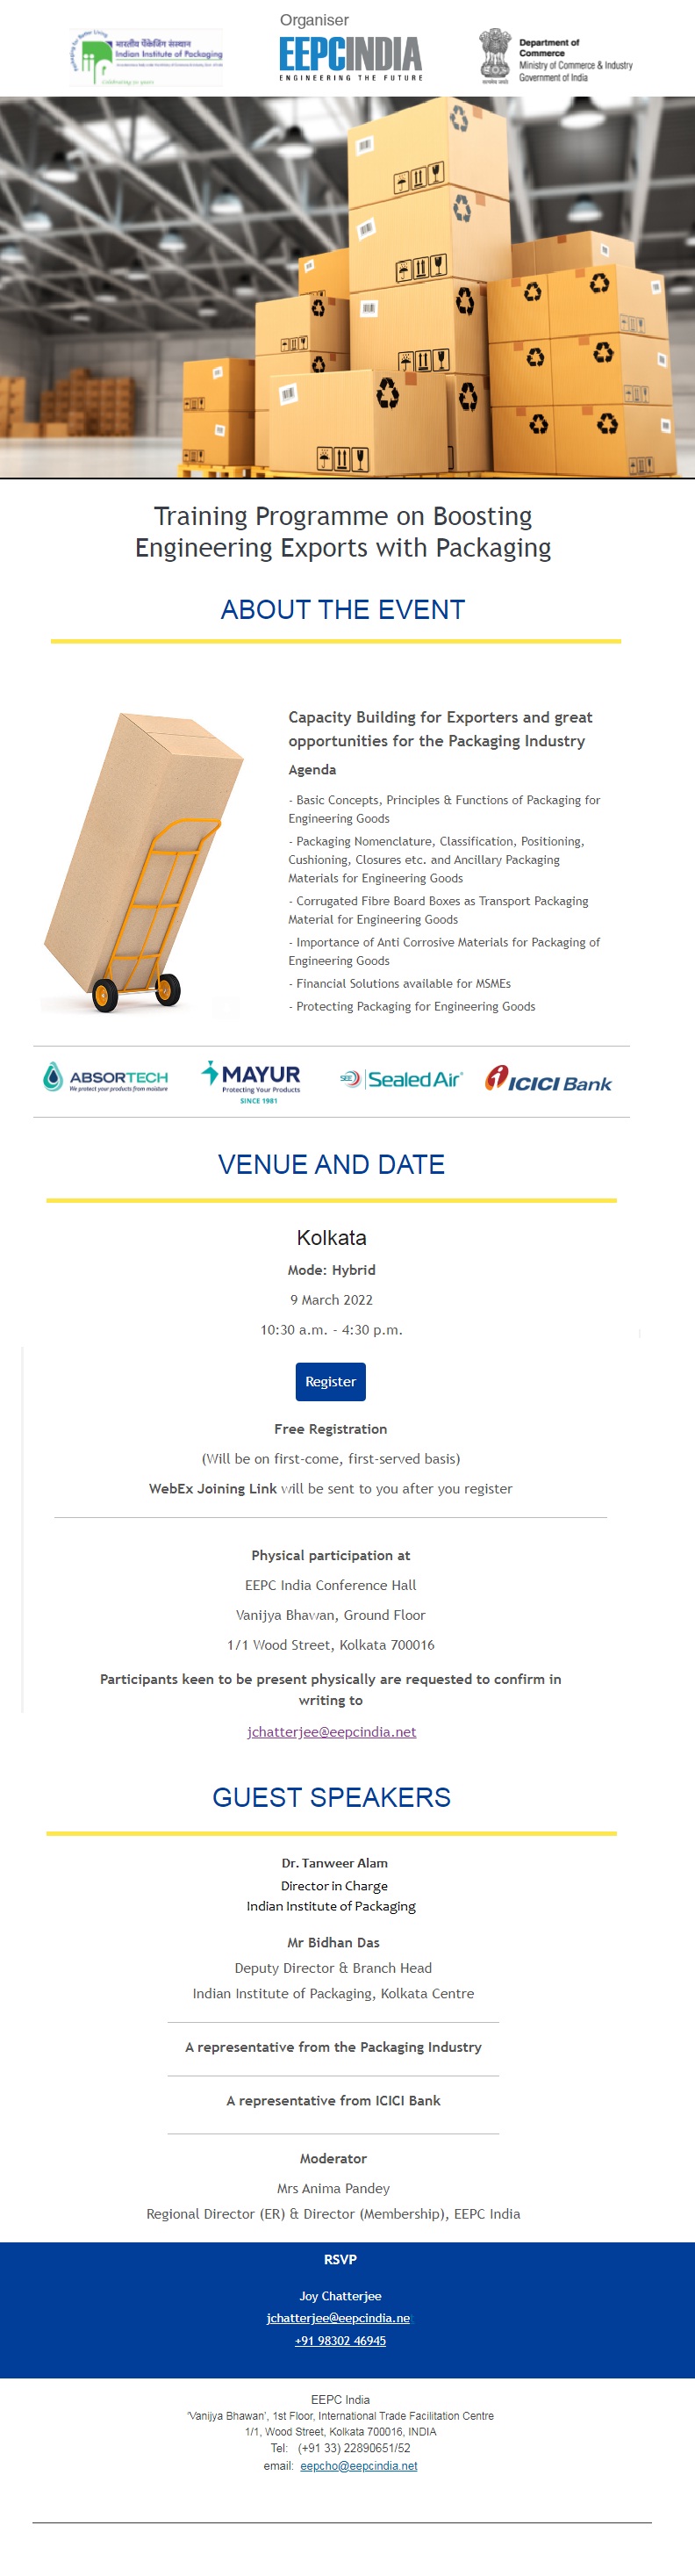 Organiser
भारतीय पैकेजिंग संस्थान
Indian Institute of Packaging
Celebrating 50 years
EEPCINDIA
ENGINEERING THE FUTURE
Department of
Commerce
Ministry of Commerce & Industry
Government of India
Training Programme on Boosting
Engineering Exports with Packaging
ABOUT THE EVENT
Capacity Building for Exporters and great
opportunities for the Packaging Industry
Agenda
- Basic Concepts, Principles & Functions of Packaging for
Engineering Goods
- Packaging Nomenclature, Classification, Positioning,
Cushioning, Closures etc. and Ancillary Packaging
Materials for Engineering Goods
- Corrugated Fibre Board Boxes as Transport Packaging
Material for Engineering Goods
- Importance of Anti Corrosive Materials for Packaging of
Engineering Goods
- Financial Solutions available for MSMEs
- Protecting Packaging for Engineering Goods
ABSORTECH
We protect your products from moisture
MAYUR
Protecting Your Products
SINCE 1981
SEE Sealed Air®
ICICI Bank
VENUE AND DATE
Kolkata
Mode: Hybrid
9 March 2022
10:30 a.m. - 4:30 p.m.
Register
Free Registration
(Will be on first-come, first-served basis)
WebEx Joining Link will be sent to you after you register
Physical participation at
EEPC India Conference Hall
Vanijya Bhawan, Ground Floor
1/1 Wood Street, Kolkata 700016
Participants keen to be present physically are requested to confirm in
writing to
jchatterjee@eepcindia.net
GUEST SPEAKERS
Dr. Tanweer Alam
Director in Charge
Indian Institute of Packaging
Mr Bidhan Das
Deputy Director & Branch Head
Indian Institute of Packaging, Kolkata Centre
A representative from the Packaging Industry
A representative from ICICI Bank
Moderator
Mrs Anima Pandey
Regional Director (ER) & Director (Membership), EEPC India
RSVP
Joy Chatterjee
jchatterjee@eepcindia.ne
+91 98302 46945
EEPC India
'Vanijya Bhawan', 1st Floor, International Trade Facilitation Centre
1/1, Wood Street, Kolkata 700016, INDIA
Tel: (+91 33) 22890651/52
email: eepcho@eepcindia.net